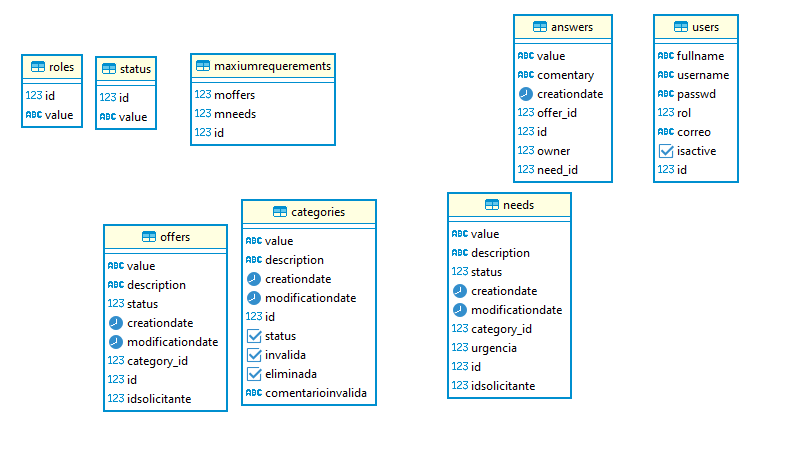 roles
123 id
ABC value
status
123 id
ABC value
maxiumrequerements
123 moffers
123 mneeds
123 id
answers
ABC value
ABC comentary
creationdate
123 offer_id
123 id
123 owner
123 need_id
users
ABC fullname
ABC username
ABC passwd
123 rol
ABC correo
isactive
123 id
offers
ABC value
ABC description
123 status
creationdate
modificationdate
123 category_id
123 id
123 idsolicitante
categories
ABC value
ABC description
creationdate
modificationdate
123 id
status
invalida
eliminada
ABC comentarioinvalida
needs
ABC value
ABC description
123 status
creationdate
modificationdate
123 category_id
123 urgencia
123 id
123 idsolicitante